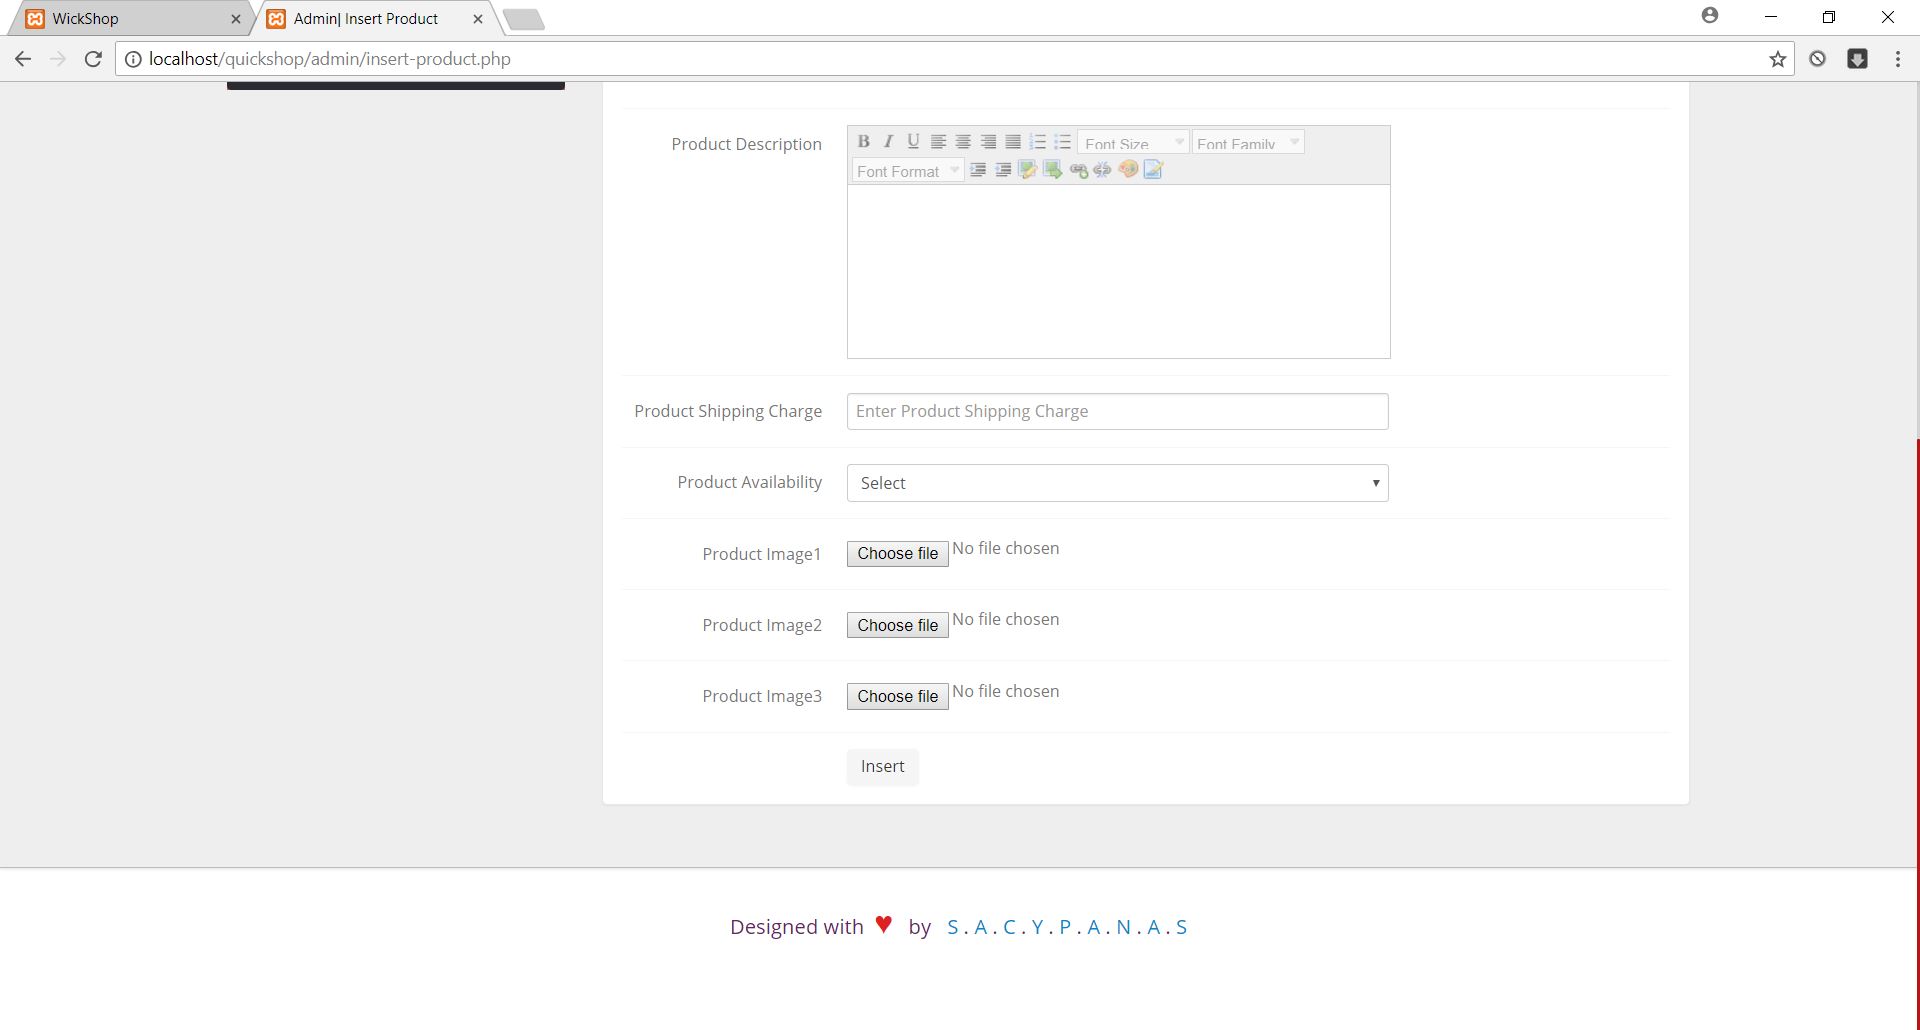 WickShop
Admin| Insert Product
localhost/quickshop/admin/insert-product.php
Product Description
B I U Font Size Font Family
Font Format
Product Shipping Charge
Enter Product Shipping Charge
Product Availability
Select
Product Image1
Choose file No file chosen
Product Image2
Choose file No file chosen
Product Image3
Choose file No file chosen
Insert
Designed with ♥ by S.A.C.Y.P.A.N.A.S